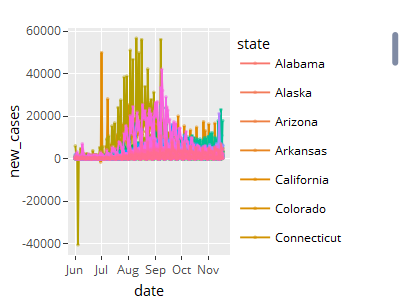 60000
40000
20000
0
-20000
-40000
new_cases
Jun Jul Aug Sep Oct Nov
date
state
Alabama
Alaska
Arizona
Arkansas
California
Colorado
Connecticut